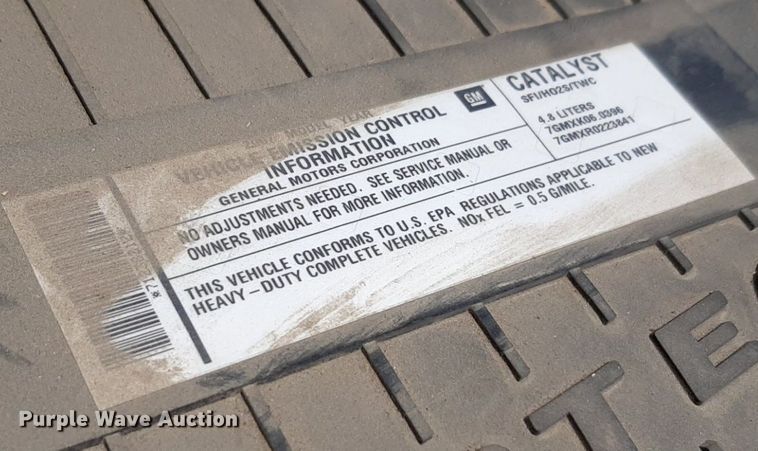 MODEL YEAR
VEHICLE EMISSION CONTROL
INFORMATION
GENERAL MOTORS CORPORATION
GM
CATALYST
SFI/HO2S/TWC
4.8 LITERS
7GMXK06.0396
7GMXR0223841
NO ADJUSTMENTS NEEDED. SEE SERVICE MANUAL OR
OWNERS MANUAL FOR MORE INFORMATION.
THIS VEHICLE CONFORMS TO U.S. EPA REGULATIONS APPLICABLE TO NEW
HEAVY-DUTY COMPLETE VEHICLES. NOx FEL = 0.5 G/MILE.
TE
Purple Wave Auction